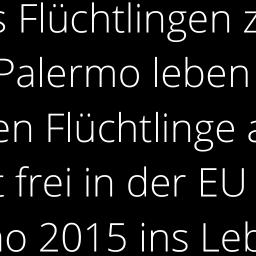 s Flüchtlingen z
Palermo leben
en Flüchtlinge a
t frei in der EU
no 2015 ins Leb